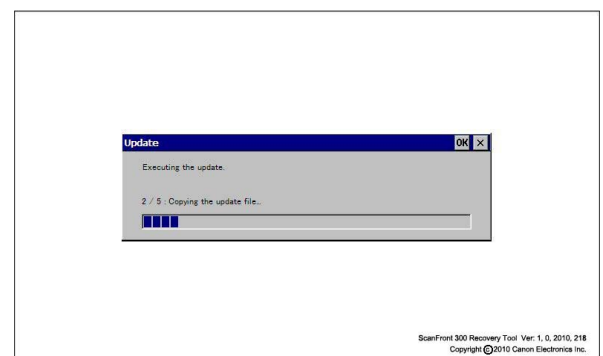 Update OK ×
Executing the update.
2 / 5 : Copying the update file...
ScanFront 300 Recovery Tool Ver: 1, 0, 2010, 218
Copyright ©2010 Canon Electronics Inc.